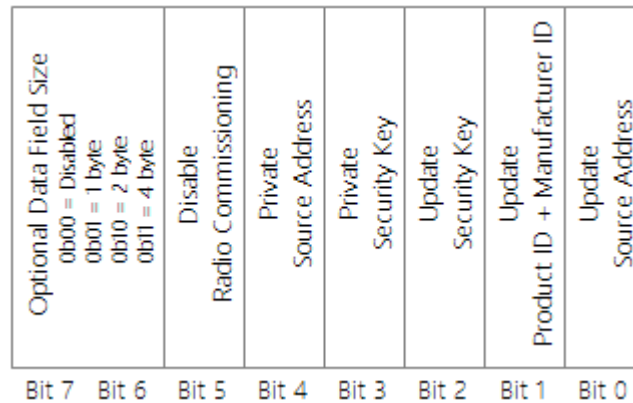 Optional Data Field Size
0b00 = Disabled
0b01 = 1 byte
0b10 = 2 byte
0b11 = 4 byte
Disable
Radio Commissioning
Private
Source Address
Private
Security Key
Update
Security Key
Update
Product ID + Manufacturer ID
Update
Source Address
Bit 7 Bit 6 Bit 5 Bit 4 Bit 3 Bit 2 Bit 1 Bit 0